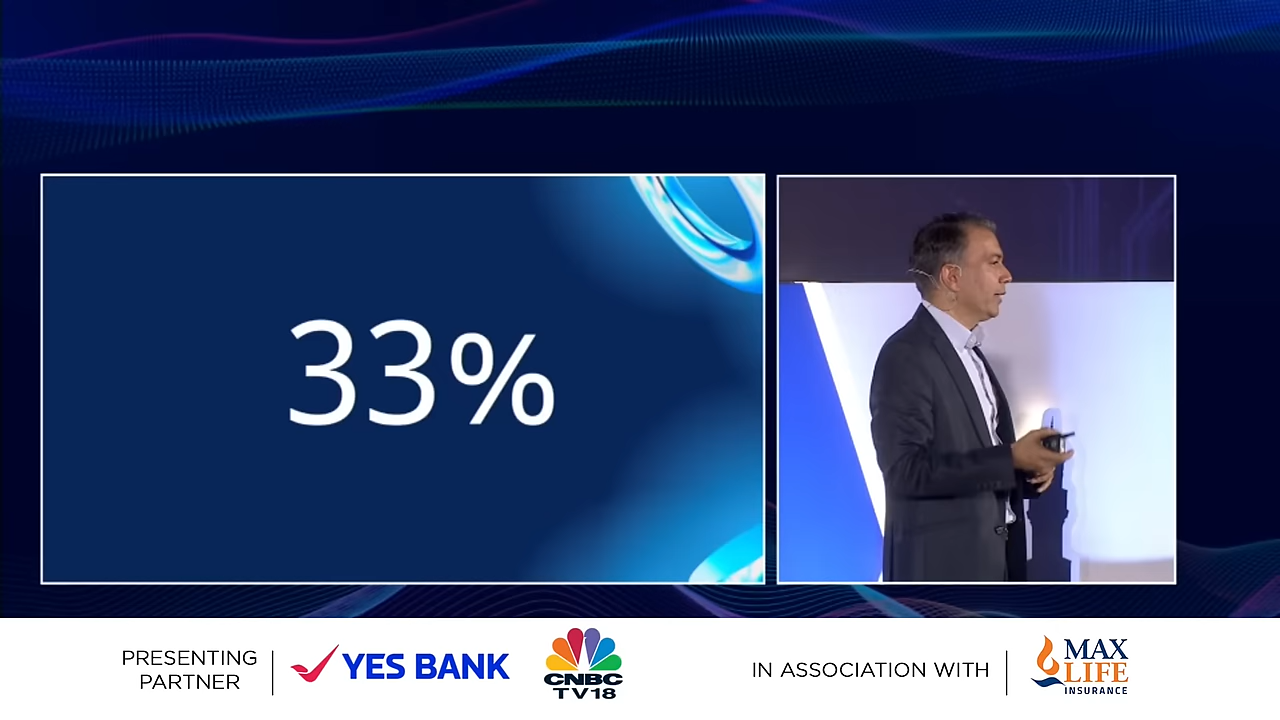 33%
PRESENTING
PARTNER
YES BANK
CNBC
TV18
IN ASSOCIATION WITH
MAX
LIFE
INSURANCE